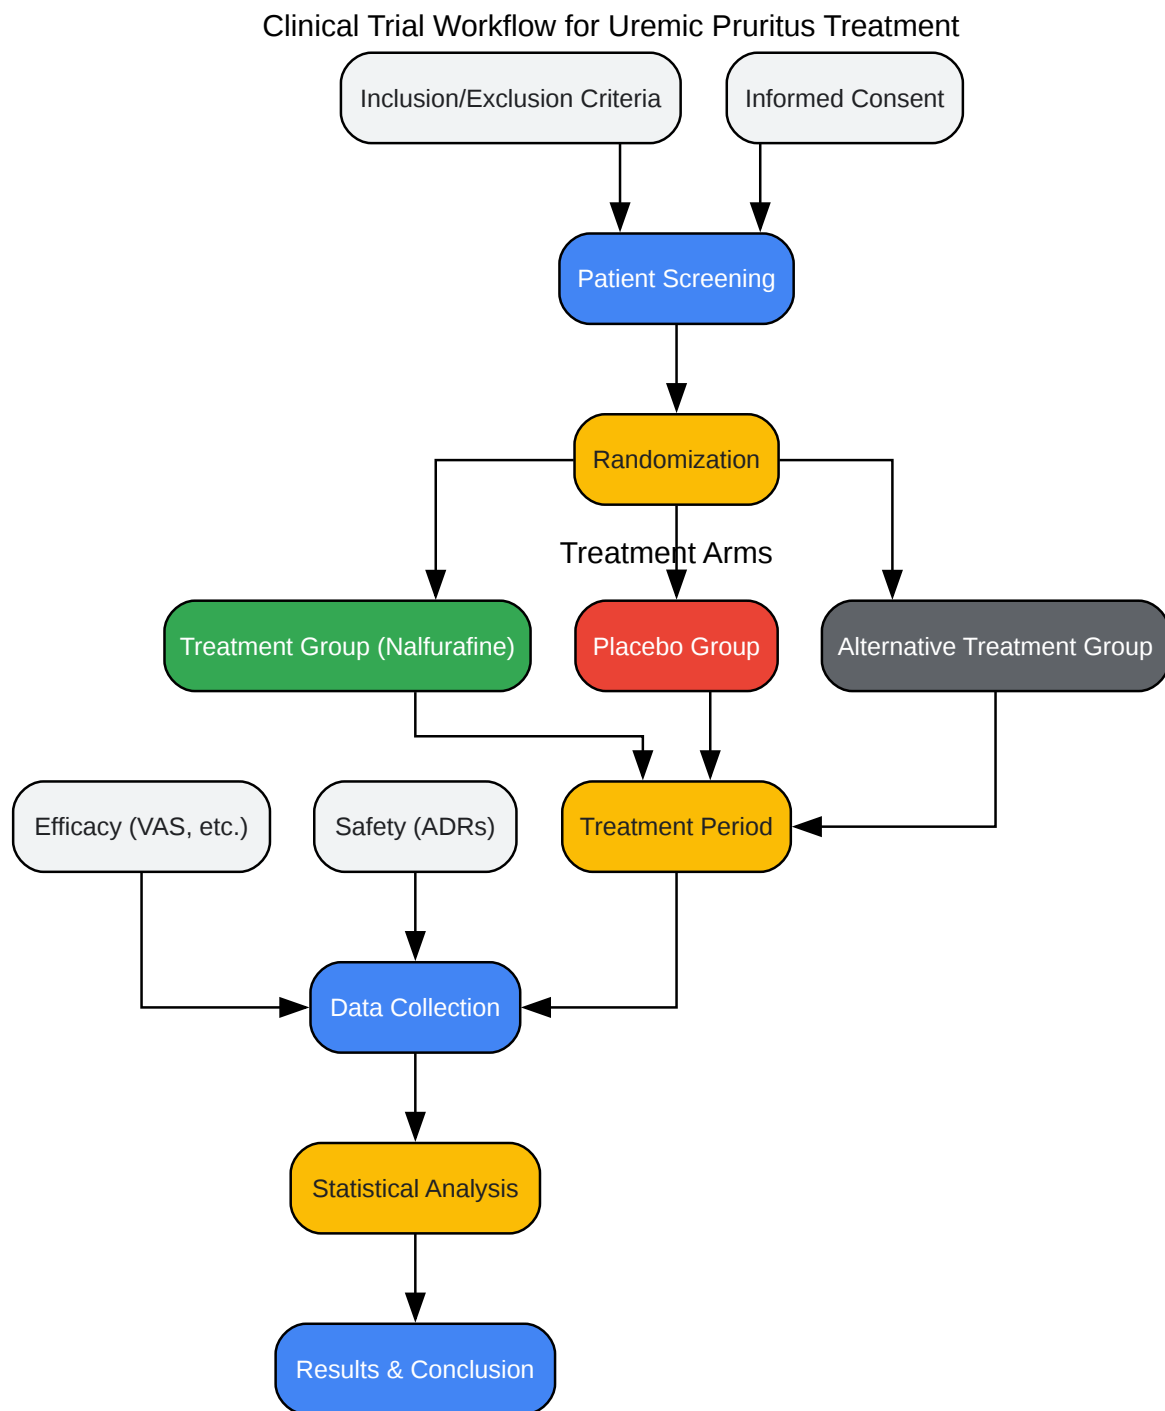 Clinical Trial Workflow for Uremic Pruritus Treatment
Inclusion/Exclusion Criteria
Informed Consent
Patient Screening
Randomization
Treatment Arms
Treatment Group (Nalfurafine)
Placebo Group
Alternative Treatment Group
Efficacy (VAS, etc.)
Safety (ADRs)
Treatment Period
Data Collection
Statistical Analysis
Results & Conclusion